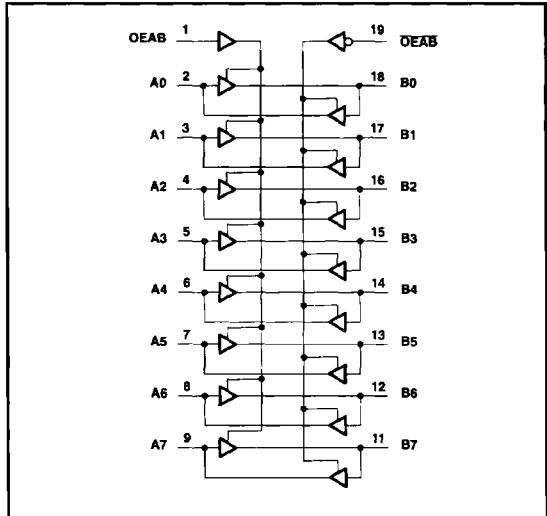 OEAB 1 19 OEAB
A0 2 18 B0
A1 3 17 B1
A2 4 16 B2
A3 5 15 B3
A4 6 14 B4
A5 7 13 B5
A6 8 12 B6
A7 9 11 B7